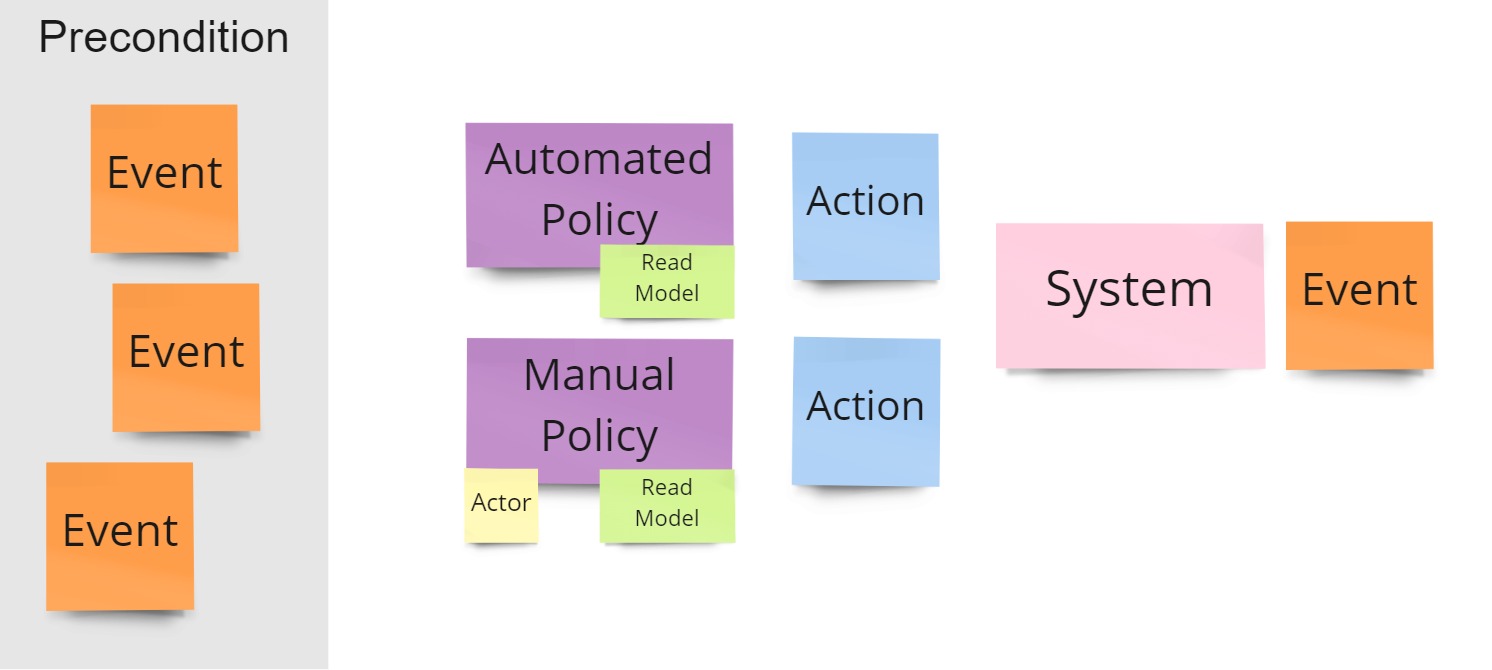 Precondition
Event
Event
Event
Automated
Policy
Read
Model
Manual
Policy
Actor
Read
Model
Action
Action
System
Event